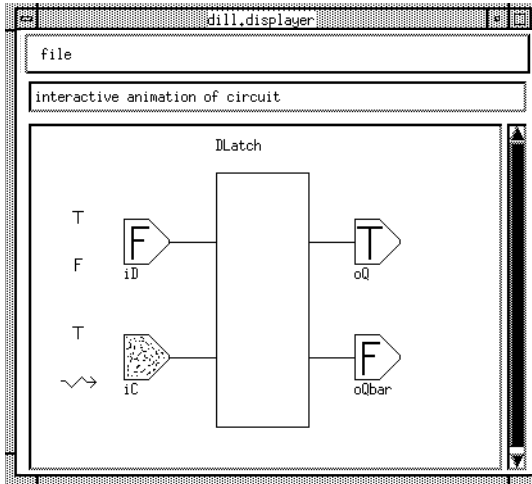 dill.displayer
file
interactive animation of circuit
DLatch
T
F T
F
iD oQ
T
F
iC oQbar